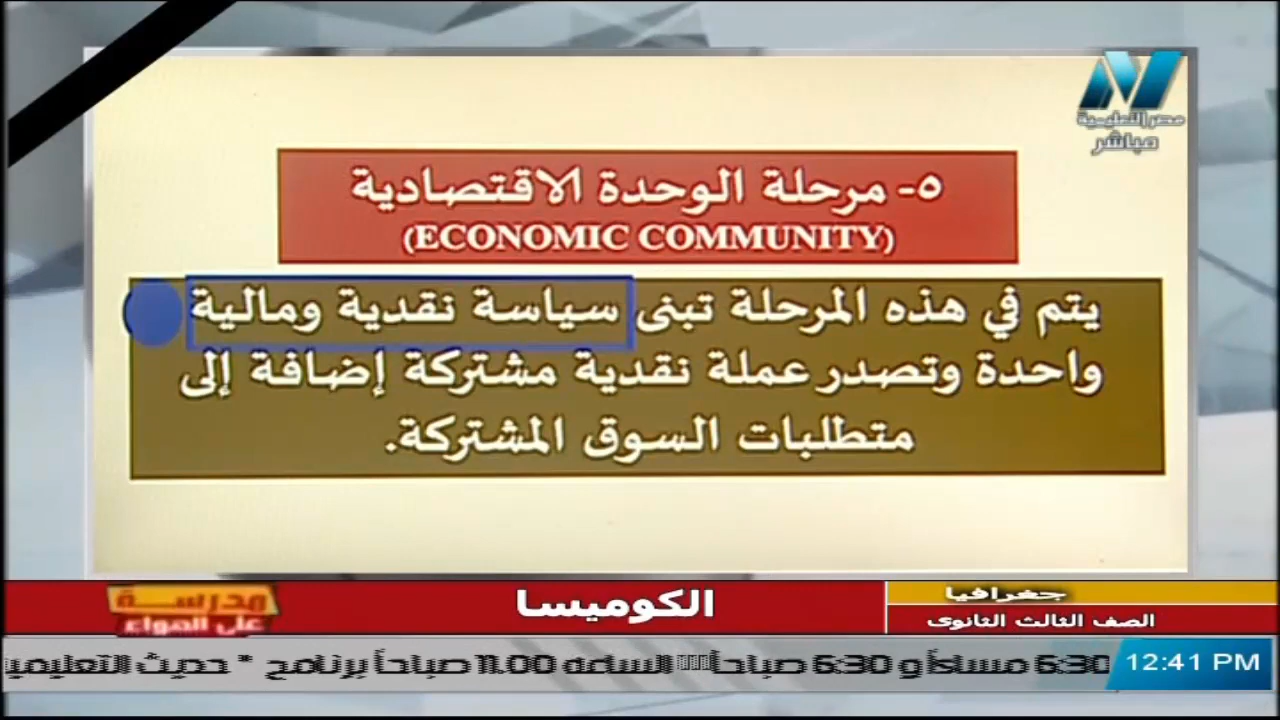 مصر التعليمية
مباشر
٥- مرحلة الوحدة الاقتصادية
(ECONOMIC COMMUNITY)
يتم في هذه المرحلة تبنى سياسة نقدية ومالية
واحدة وتصدر عملة نقدية مشتركة إضافة إلى
متطلبات السوق المشتركة.
جغرافيا
الصف الثالث الثانوى
الكوميسا
مدرسة
على الهواء
6:30 مساءاً و 6:30 صباحاً الساعه 11.00 صباحاً برنامج * حديث
12:41 PM